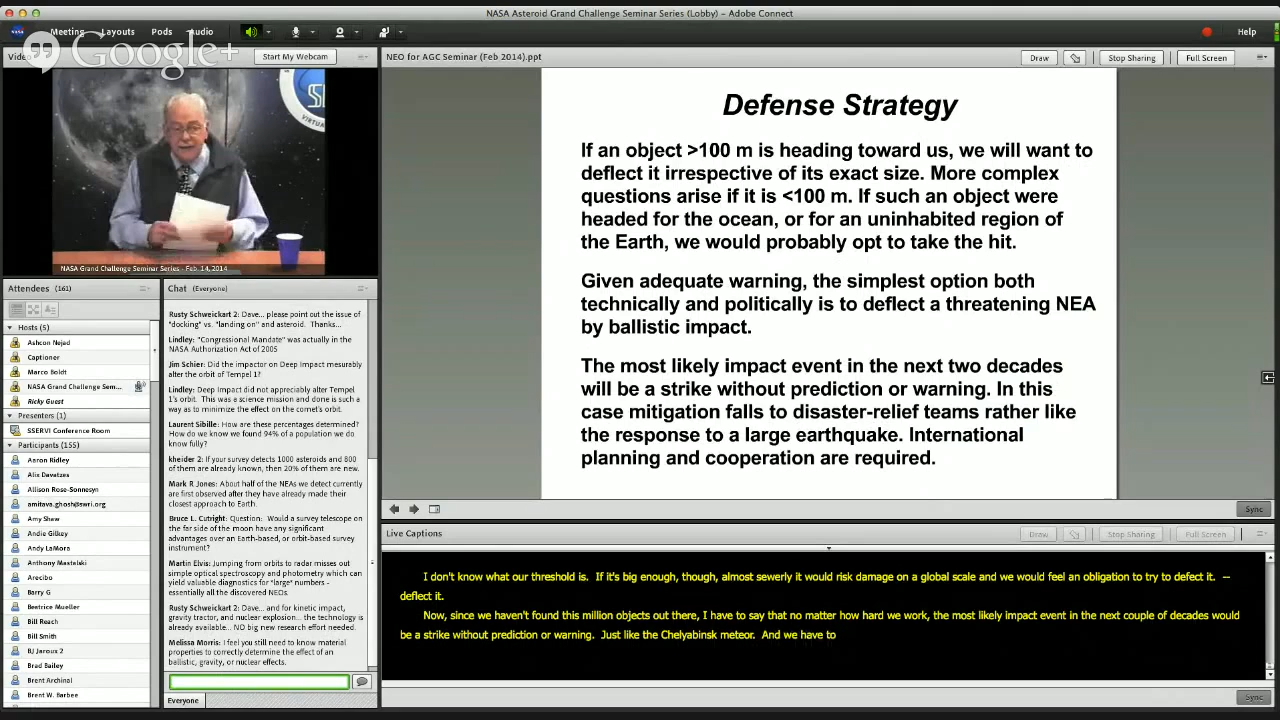 NASA Asteroid Grand Challenge Seminar Series (Lobby) – Adobe Connect
Meeting Layouts Pods Audio Help
Google+
Start My Webcam
NASA Grand Challenge Seminar Series - Feb. 14, 2014
Attendees (161)
Hosts (5)
Ashcon Nejad
Captioner
Marco Boldt
NASA Grand Challenge Sem...
Ricky Guest
Presenters (1)
SSERVI Conference Room
Participants (155)
Aaron Ridley
Alix Davatzes
Allison Rose-Sonnesyn
amitava.ghosh@swri.org
Amy Shaw
Andie Gilkey
Andy LaMora
Anthony Mastalski
Arecibo
Barry G
Beatrice Mueller
Bill Reach
Bill Smith
BJ Jaroux 2
Brad Bailey
Brent Archinal
Brent W. Barbee
Chat (Everyone)
Rusty Schweickart 2: Dave... please point out the issue of
"docking" vs. "landing on" and asteroid. Thanks...
Lindley: "Congressional Mandate" was actually in the
NASA Authorization Act of 2005
Jim Schier: Did the impactor on Deep Impact mesurably
alter the orbit of Tempel 1?
Lindley: Deep Impact did not appreciably alter Tempel
1's orbit. This was a science mission and done is such a
way as to minimize the effect on the comet's orbit.
Laurent Sibille: How are these percentages determined?
How do we know we found 94% of a population we do
know fully?
kheider 2: If your survey detects 1000 asteroids and 800
of them are already known, then 20% of them are new.
Mark R Jones: About half of the NEAs we detect currently
are first observed after they have already made their
closest approach to Earth.
Bruce L. Cutright: Question: Would a survey telescope on
the far side of the moon have any significant
advantages over an Earth-based, or orbit-based survey
instrument?
Martin Elvis: Jumping from orbits to radar misses out
simple optical spectroscopy and photometry which can
yield valuable diagnostics for "large" numbers -
essentially all the discovered NEOs.
Rusty Schweickart 2: Dave... and for kinetic impact,
gravity tractor, and nuclear explosion... the technology is
already available... NO big new research effort needed.
Melissa Morris: I feel you still need to know material
properties to correctly determine the effect of an
ballistic, gravity, or nuclear effects.
Everyone
NEO for AGC Seminar (Feb 2014).ppt
Draw Stop Sharing Full Screen
Defense Strategy
If an object >100 m is heading toward us, we will want to
deflect it irrespective of its exact size. More complex
questions arise if it is <100 m. If such an object were
headed for the ocean, or for an uninhabited region of
the Earth, we would probably opt to take the hit.
Given adequate warning, the simplest option both
technically and politically is to deflect a threatening NEA
by ballistic impact.
The most likely impact event in the next two decades
will be a strike without prediction or warning. In this
case mitigation falls to disaster-relief teams rather like
the response to a large earthquake. International
planning and cooperation are required.
Sync
Live Captions
Draw Stop Sharing Full Screen
I don't know what our threshold is. If it's big enough, though, almost sewerly it would risk damage on a global scale and we would feel an obligation to try to defect it. --
deflect it.
Now, since we haven't found this million objects out there, I have to say that no matter how hard we work, the most likely impact event in the next couple of decades would
be a strike without prediction or warning. Just like the Chelyabinsk meteor. And we have to
Sync